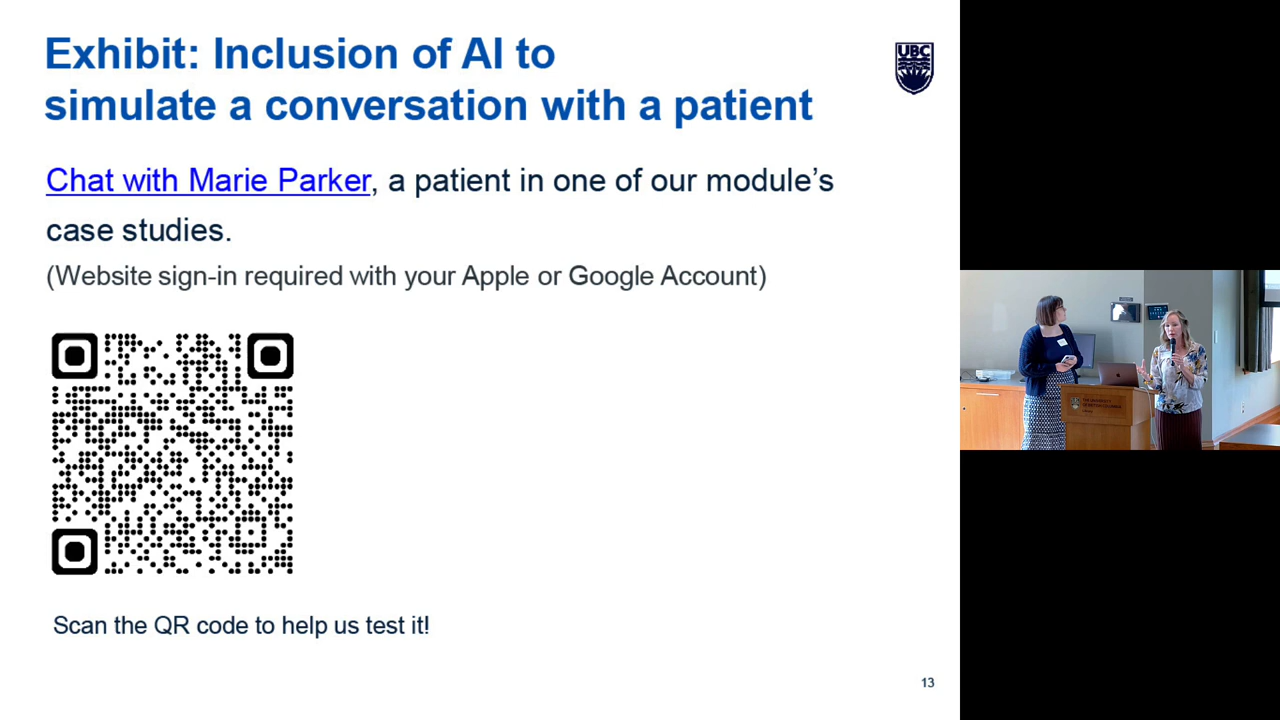 Exhibit: Inclusion of AI to
simulate a conversation with a patient
UBC
Chat with Marie Parker, a patient in one of our module’s
case studies.
(Website sign-in required with your Apple or Google Account)
Scan the QR code to help us test it!
13